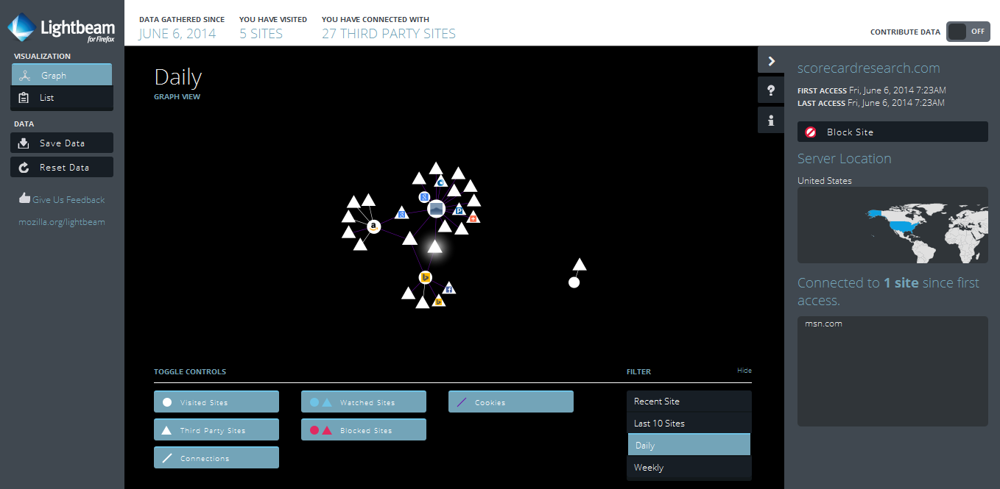 Lightbeam
for Firefox
VISUALIZATION
Graph
List
DATA
Save Data
Reset Data
Give Us Feedback
mozilla.org/lightbeam
DATA GATHERED SINCE
JUNE 6, 2014
YOU HAVE VISITED
5 SITES
YOU HAVE CONNECTED WITH
27 THIRD PARTY SITES
CONTRIBUTE DATA
OFF
Daily
GRAPH VIEW
TOGGLE CONTROLS
Visited Sites
Watched Sites
Cookies
Third Party Sites
Blocked Sites
Connections
FILTER
Hide
Recent Site
Last 10 Sites
Daily
Weekly
scorecardresearch.com
FIRST ACCESS Fri, June 6, 2014 7:23AM
LAST ACCESS Fri, June 6, 2014 7:23AM
Block Site
Server Location
United States
Connected to 1 site since first
access.
msn.com